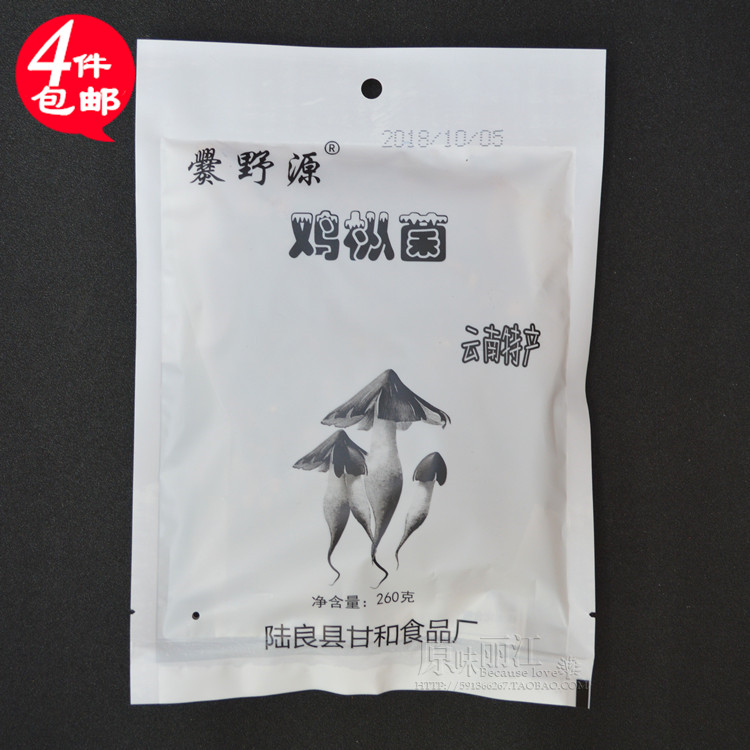 4件
包邮
2018/10/05
爨野源®
鸡枞菌
云南特产
净含量：260克
陆良县甘和食品厂
原味丽江
Because love
HTTP://591366267.TAOBAO.COM